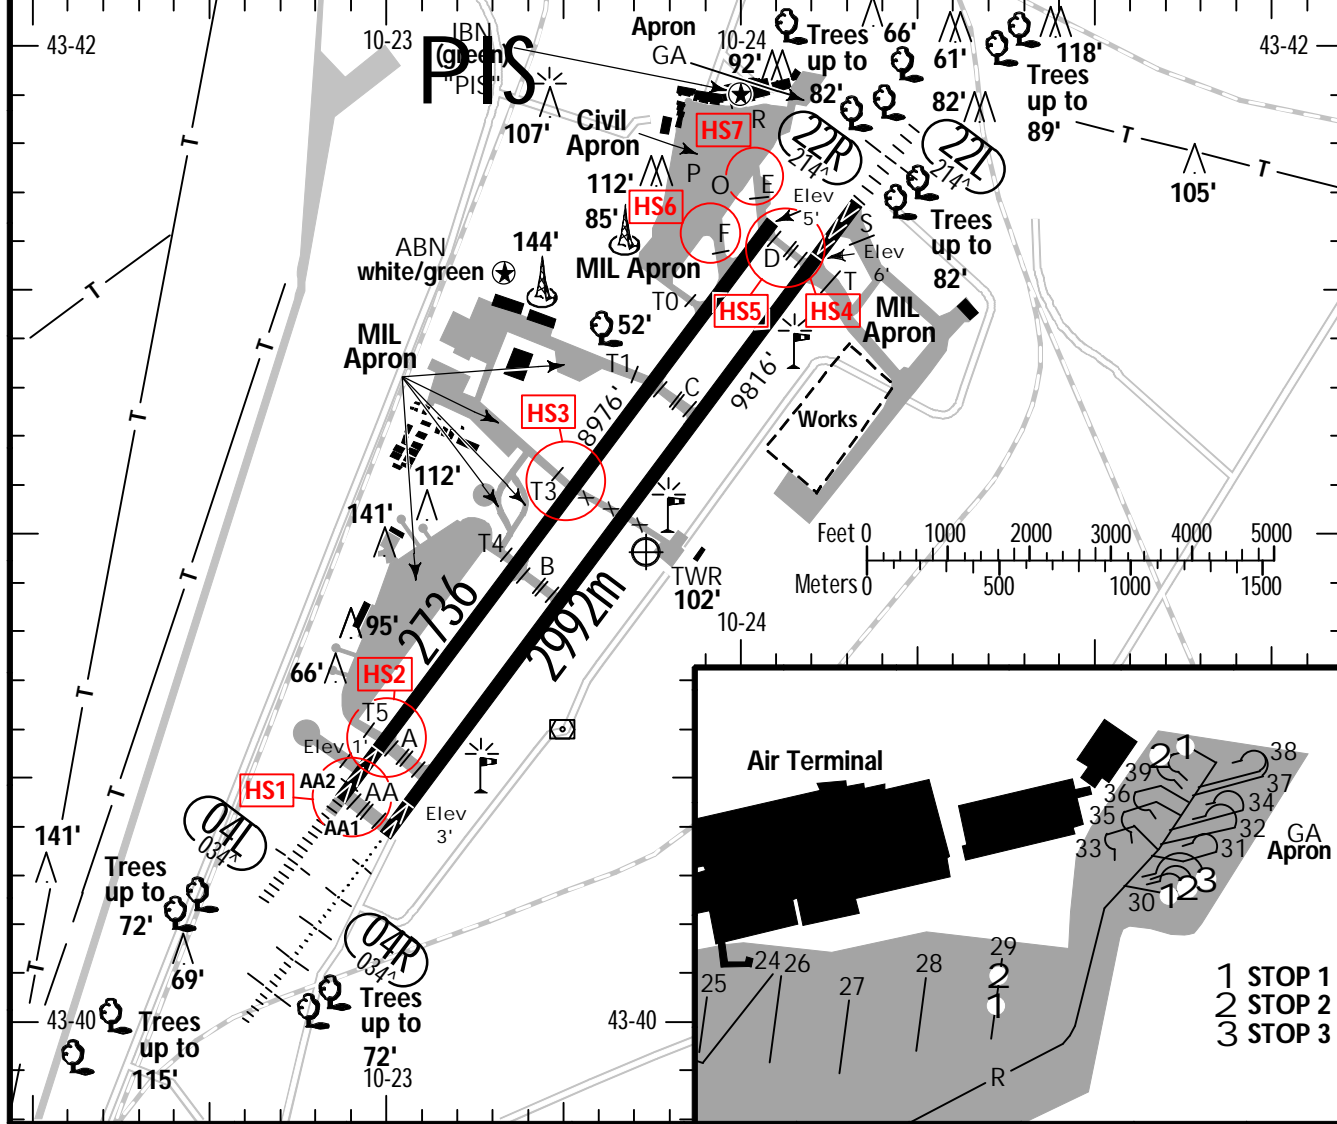 43-42
10-23
IBN
(green)
"PIS"
PIS
Apron
GA
10-24
92'
Trees
up to
82'
66'
61'
118'
43-42
Trees
up to
89'
82'
107'
Civil
Apron
HS7
R
22R
214^
22L
214^
T
T
T
105'
P
O
E
112'
HS6
85'
F
Elev
5'
S
Trees
up to
82'
ABN
white/green
144'
MIL Apron
D
Elev
6'
T
T0
HS5
HS4
MIL
Apron
T
MIL
Apron
52'
T
T1
C
9816'
Works
T
HS3
8976'
T3
112'
141'
Feet 0 1000 2000 3000 4000 5000
Meters 0 500 1000 1500
T4
B
TWR
102'
10-24
T
2736
2992m
95'
66'
HS2
T
T5
A
Elev 1'
HS1
AA2
AA
AA1
Elev
3'
04L
034^
141'
Trees
up to
72'
69'
04R
034^
T
43-40
Trees
up to
115'
Trees
up to
72'
10-23
43-40
Air Terminal
2 1
38
39
37
36
34
35
32
33
31
GA
Apron
30
1 2 3
24 26
25
27
28
29
2
1
R
1 STOP 1
2 STOP 2
3 STOP 3